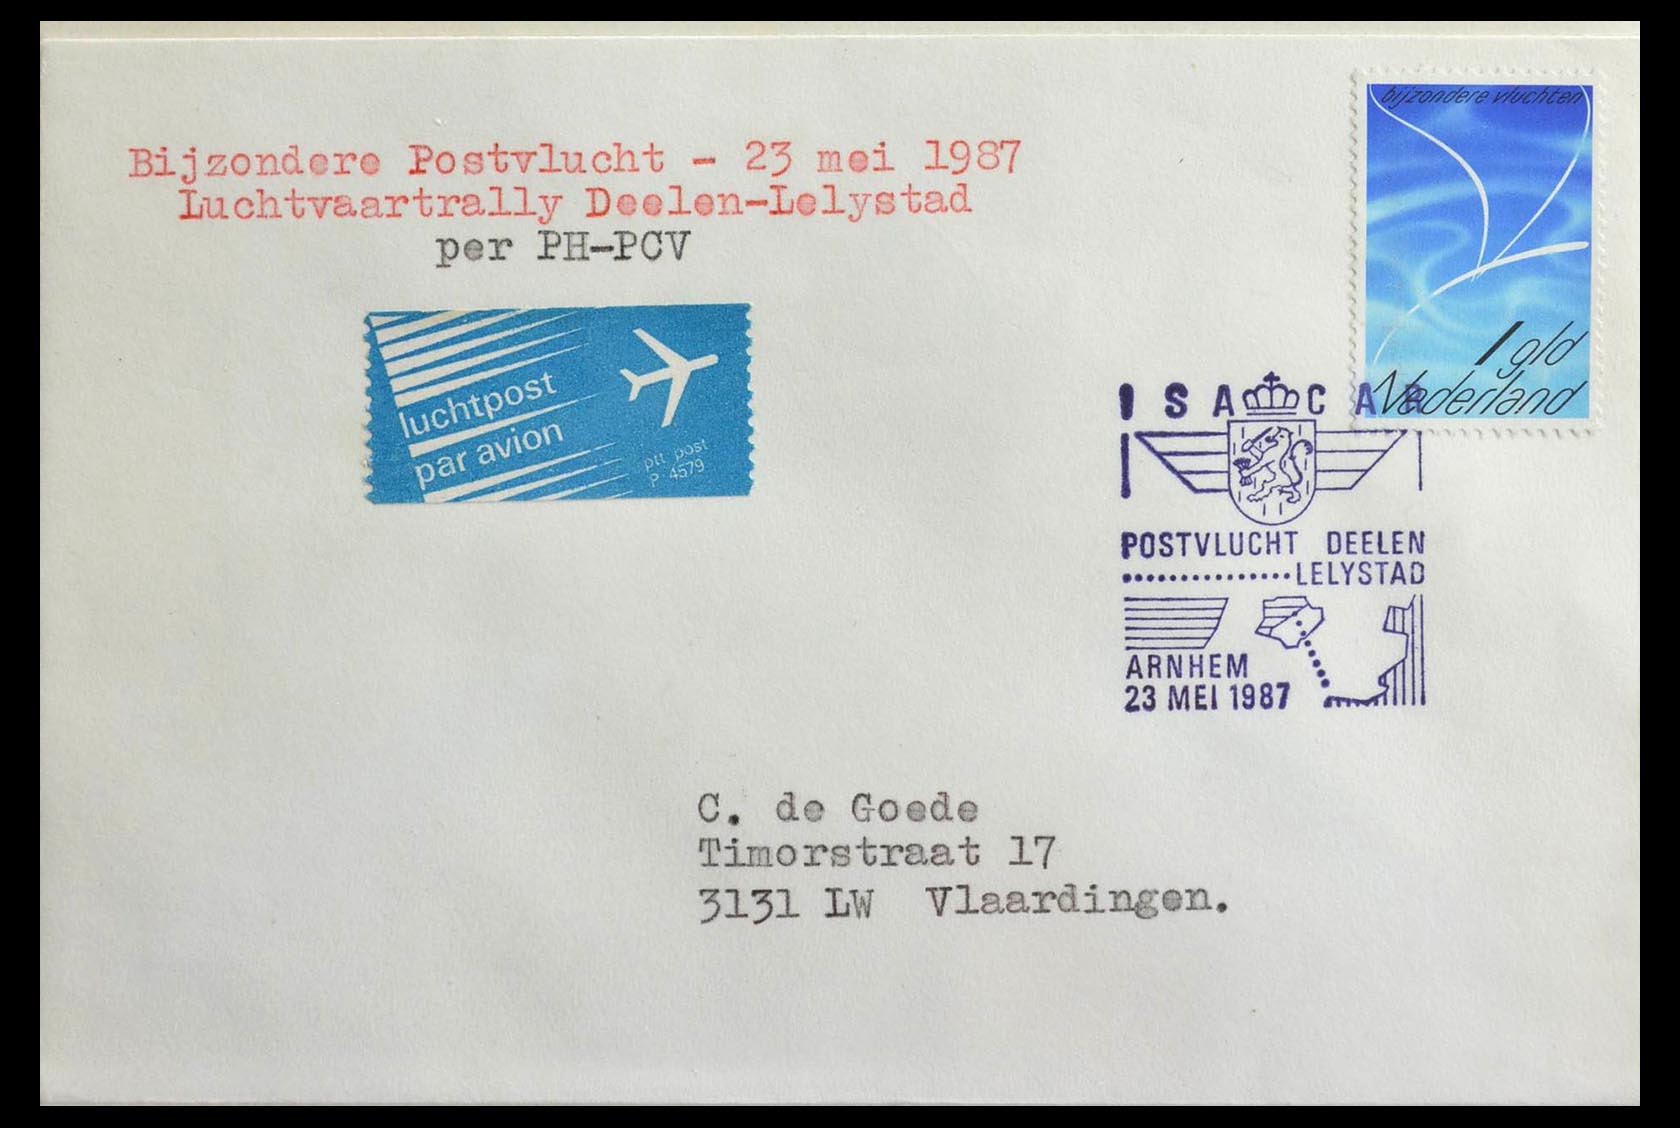 Bijzondere Postvlucht - 23 mei 1987
Luchtvaartrally Deelen-Lelystad
per PH-PCV
luchtpost
par avion
ptt post
P 4579
bijzondere vluchten
1 gld
Nederland
ISACAR
POSTVLUCHT DEELEN
...............LELYSTAD
ARNHEM
23 MEI 1987
C. de Goede
Timorstraat 17
3131 LW Vlaardingen.